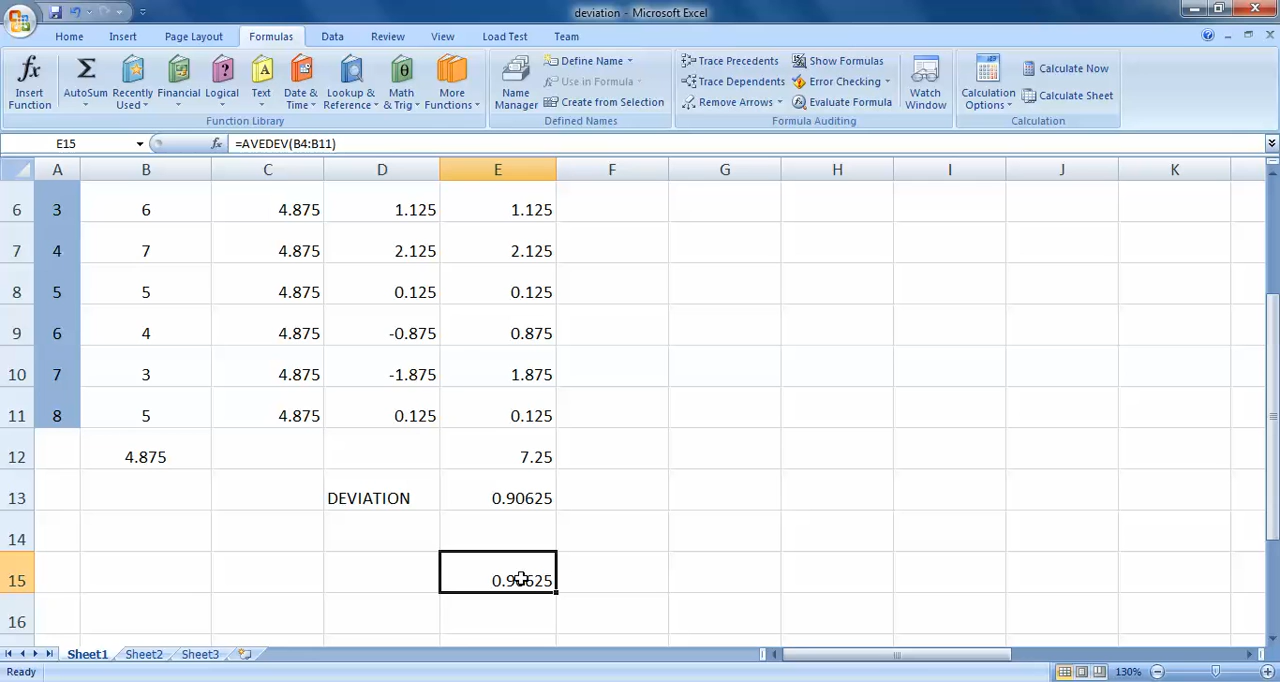 deviation - Microsoft Excel
Home Insert Page Layout Formulas Data Review View Load Test Team
Insert Function
AutoSum
Recently Used
Financial
Logical
Text
Date & Time
Lookup & Reference
Math & Trig
More Functions
Function Library
Name Manager
Define Name
Use in Formula
Create from Selection
Defined Names
Trace Precedents
Trace Dependents
Remove Arrows
Show Formulas
Error Checking
Evaluate Formula
Formula Auditing
Watch Window
Calculation Options
Calculate Now
Calculate Sheet
Calculation
E15 fx =AVEDEV(B4:B11)
A B C D E F G H I J K
6 3 6 4.875 1.125 1.125
7 4 7 4.875 2.125 2.125
8 5 5 4.875 0.125 0.125
9 6 4 4.875 -0.875 0.875
10 7 3 4.875 -1.875 1.875
11 8 5 4.875 0.125 0.125
12 4.875 7.25
13 DEVIATION 0.90625
14
15 0.90625
16
Sheet1 Sheet2 Sheet3
Ready 130%